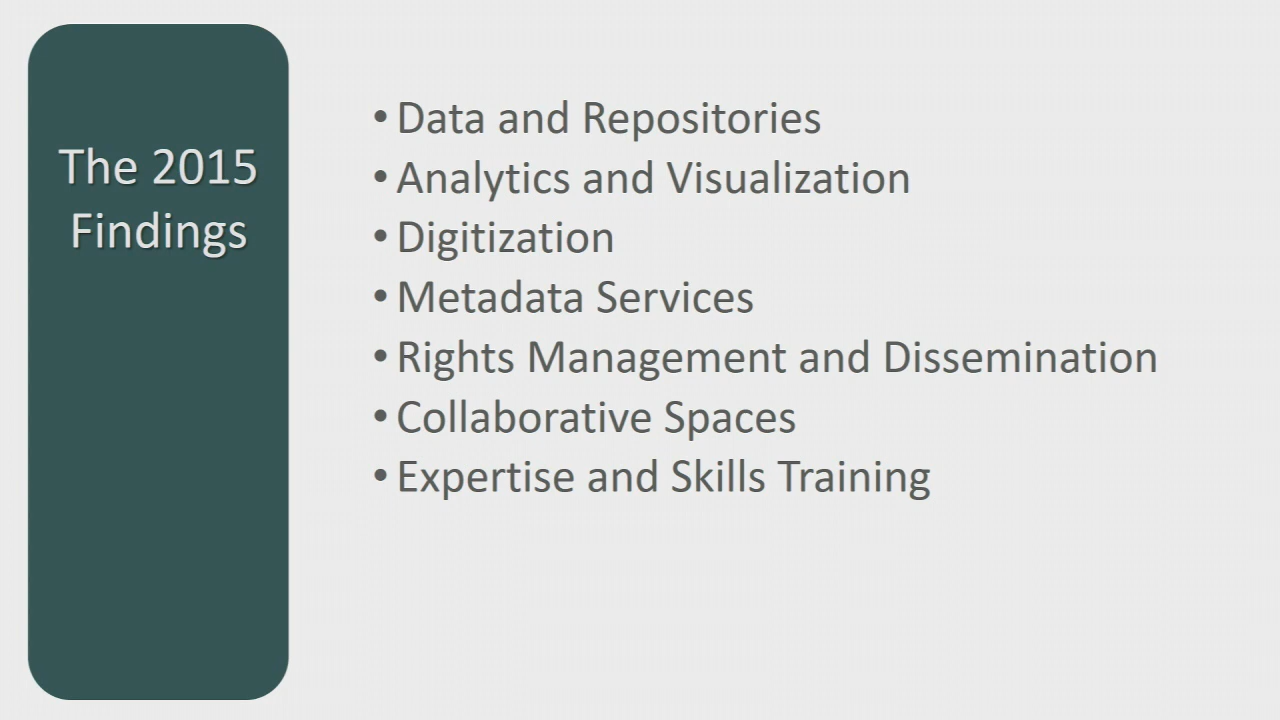 The 2015
Findings
• Data and Repositories
• Analytics and Visualization
• Digitization
• Metadata Services
• Rights Management and Dissemination
• Collaborative Spaces
• Expertise and Skills Training